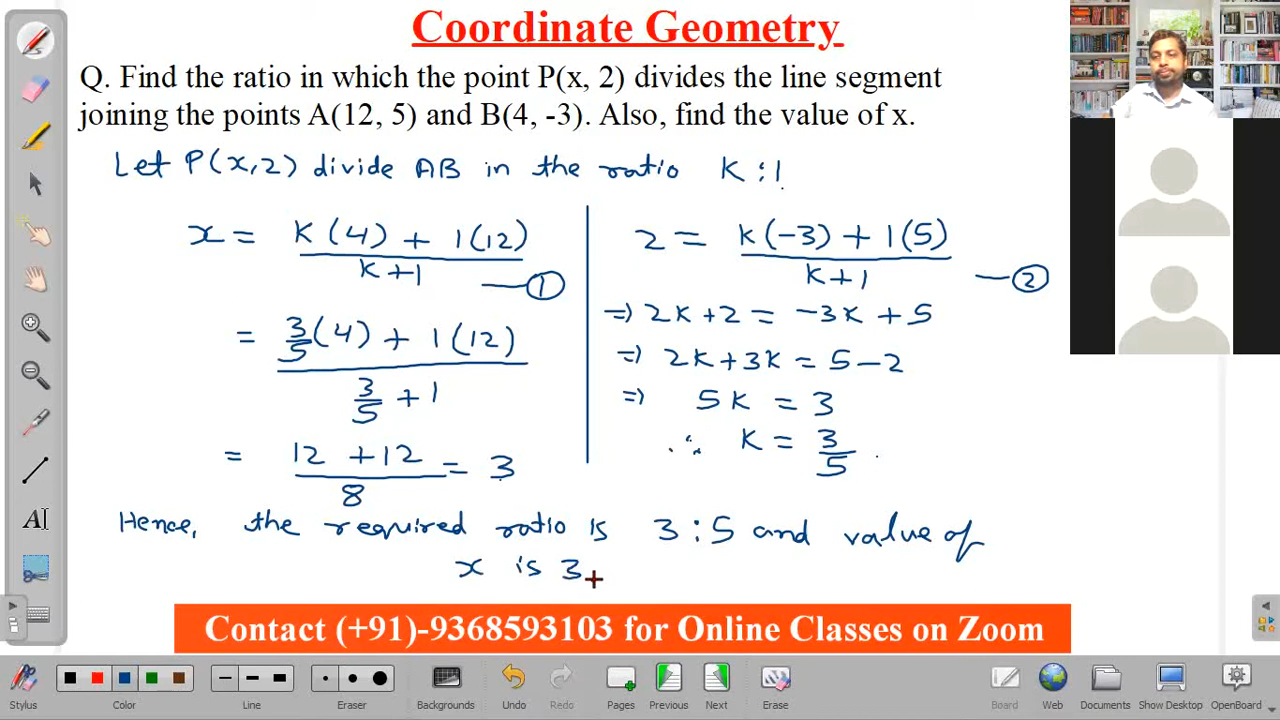 Coordinate Geometry
Q. Find the ratio in which the point P(x, 2) divides the line segment
joining the points A(12, 5) and B(4, -3). Also, find the value of x.
Let P(x,2) divide AB in the ratio K : 1
x = K(4) + 1(12) / K+1 —①
= 3/5(4) + 1(12) / 3/5 + 1
= 12 + 12 / 8 = 3
2 = K(-3) + 1(5) / K+1 —②
⇒ 2K+2 = -3K + 5
⇒ 2K+3K = 5-2
⇒ 5K = 3
∴ K = 3/5
Hence, the required ratio is 3 : 5 and value of
x is 3
Contact (+91)-9368593103 for Online Classes on Zoom
Stylus Color Line Eraser Backgrounds Undo Redo Pages Previous Next Erase Board Web Documents Show Desktop OpenBoard